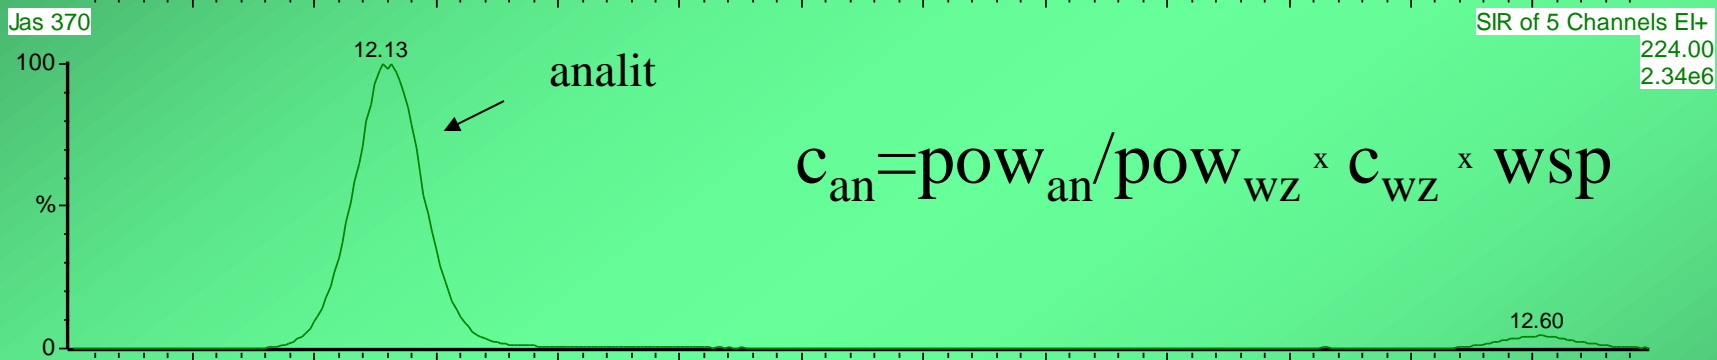 Jas 370
SIR of 5 Channels EI+
224.00
2.34e6
12.13
100
analit
c_an=pow_an/pow_wz x c_wz x wsp
%
12.60
0